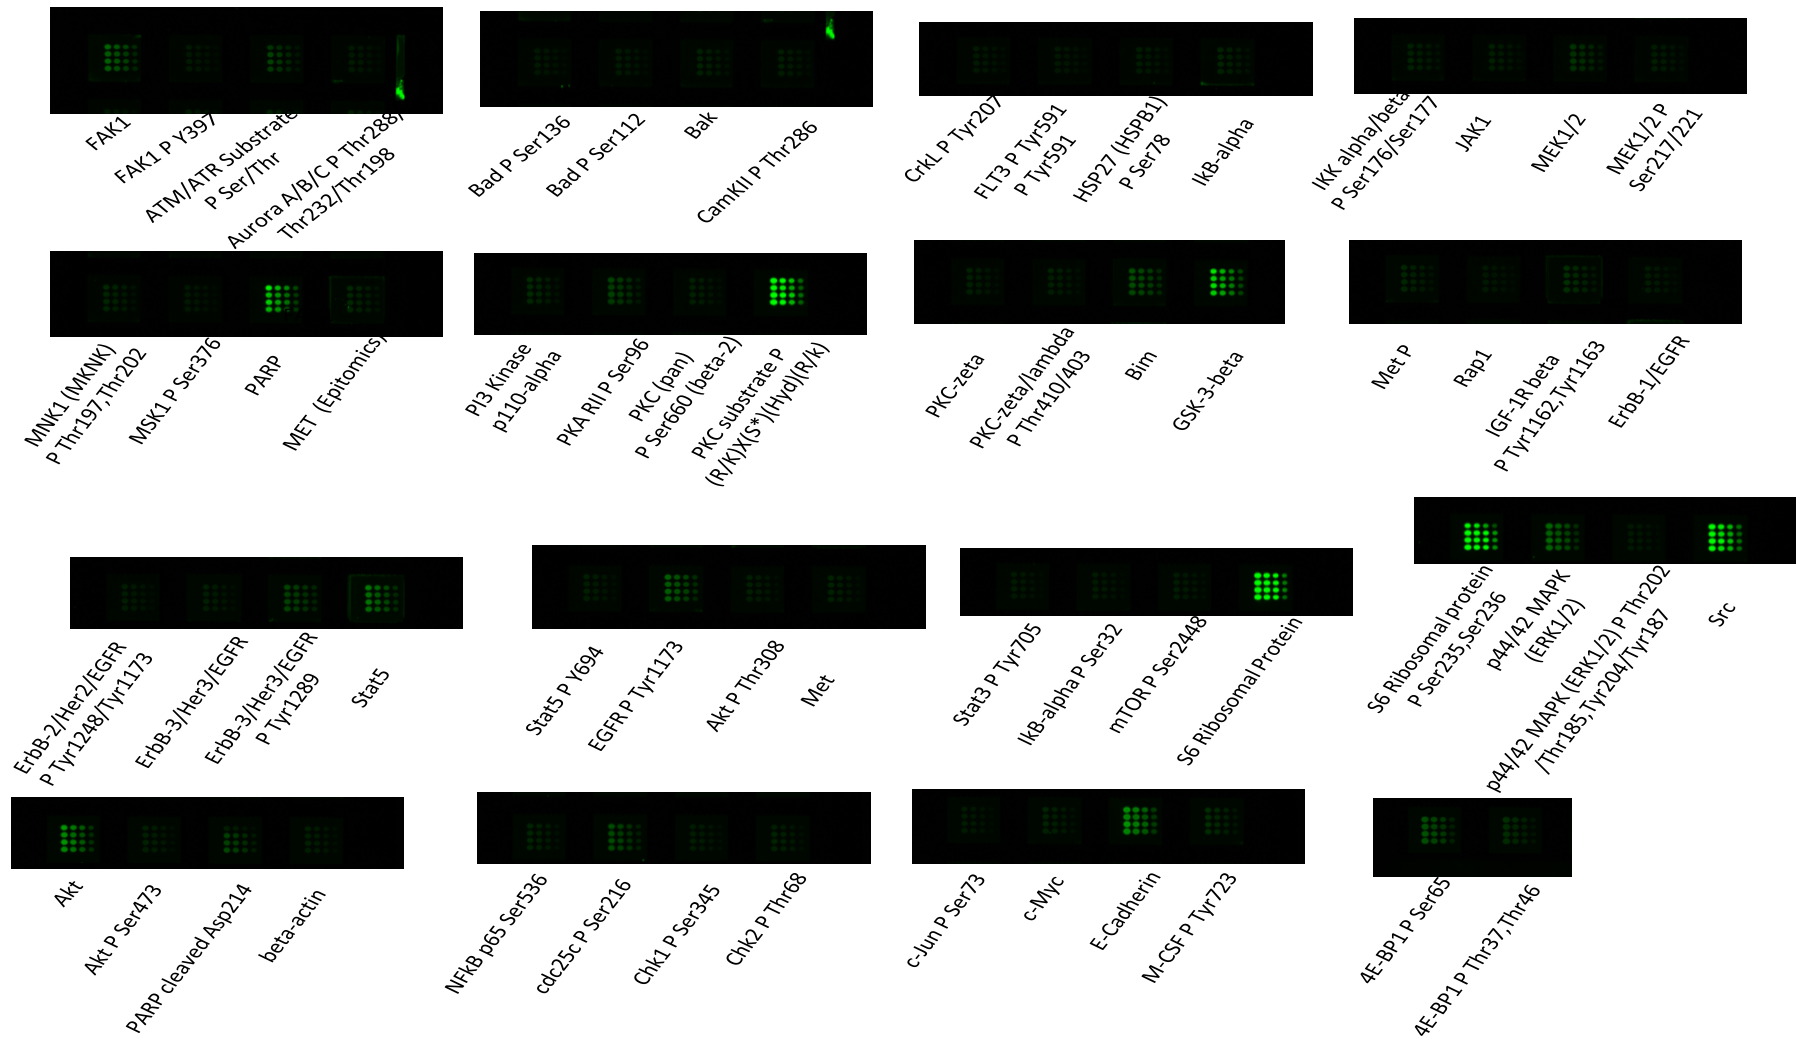 FAK1
FAK1 P Y397
ATM/ATR Substrate
P Ser/Thr
Aurora A/B/C P Thr288/
Thr232/Thr198
Bad P Ser136
Bad P Ser112
Bak
CamKII P Thr286
CrkL P Tyr207
FLT3 P Tyr591
P Tyr591
HSP27 (HSPB1)
P Ser78
IkB-alpha
IKK alpha/beta
P Ser176/Ser177
JAK1
MEK1/2
MEK1/2 P
Ser217/221
MNK1 (MKNK)
P Thr197,Thr202
MSK1 P Ser376
PARP
MET (Epitomics)
PI3 Kinase
p110-alpha
PKA RII P Ser96
PKC (pan)
P Ser660 (beta-2)
PKC substrate P
(R/K)X(S*)(Hyd)(R/k)
PKC-zeta
PKC-zeta/lambda
P Thr410/403
Bim
GSK-3-beta
Met P
Rap1
IGF-1R beta
P Tyr1162,Tyr1163
ErbB-1/EGFR
ErbB-2/Her2/EGFR
P Tyr1248/Tyr1173
ErbB-3/Her3/EGFR
ErbB-3/Her3/EGFR
P Tyr1289
Stat5
Stat5 P Y694
EGFR P Tyr1173
Akt P Thr308
Met
Stat3 P Tyr705
IkB-alpha P Ser32
mTOR P Ser2448
S6 Ribosomal Protein
S6 Ribosomal protein
P Ser235,Ser236
p44/42 MAPK
(ERK1/2)
p44/42 MAPK (ERK1/2) P Thr202
/Thr185,Tyr204/Tyr187
Src
Akt
Akt P Ser473
PARP cleaved Asp214
beta-actin
NFkB p65 Ser536
cdc25c P Ser216
Chk1 P Ser345
Chk2 P Thr68
c-Jun P Ser73
c-Myc
E-Cadherin
M-CSF P Tyr723
4E-BP1 P Ser65
4E-BP1 P Thr37,Thr46